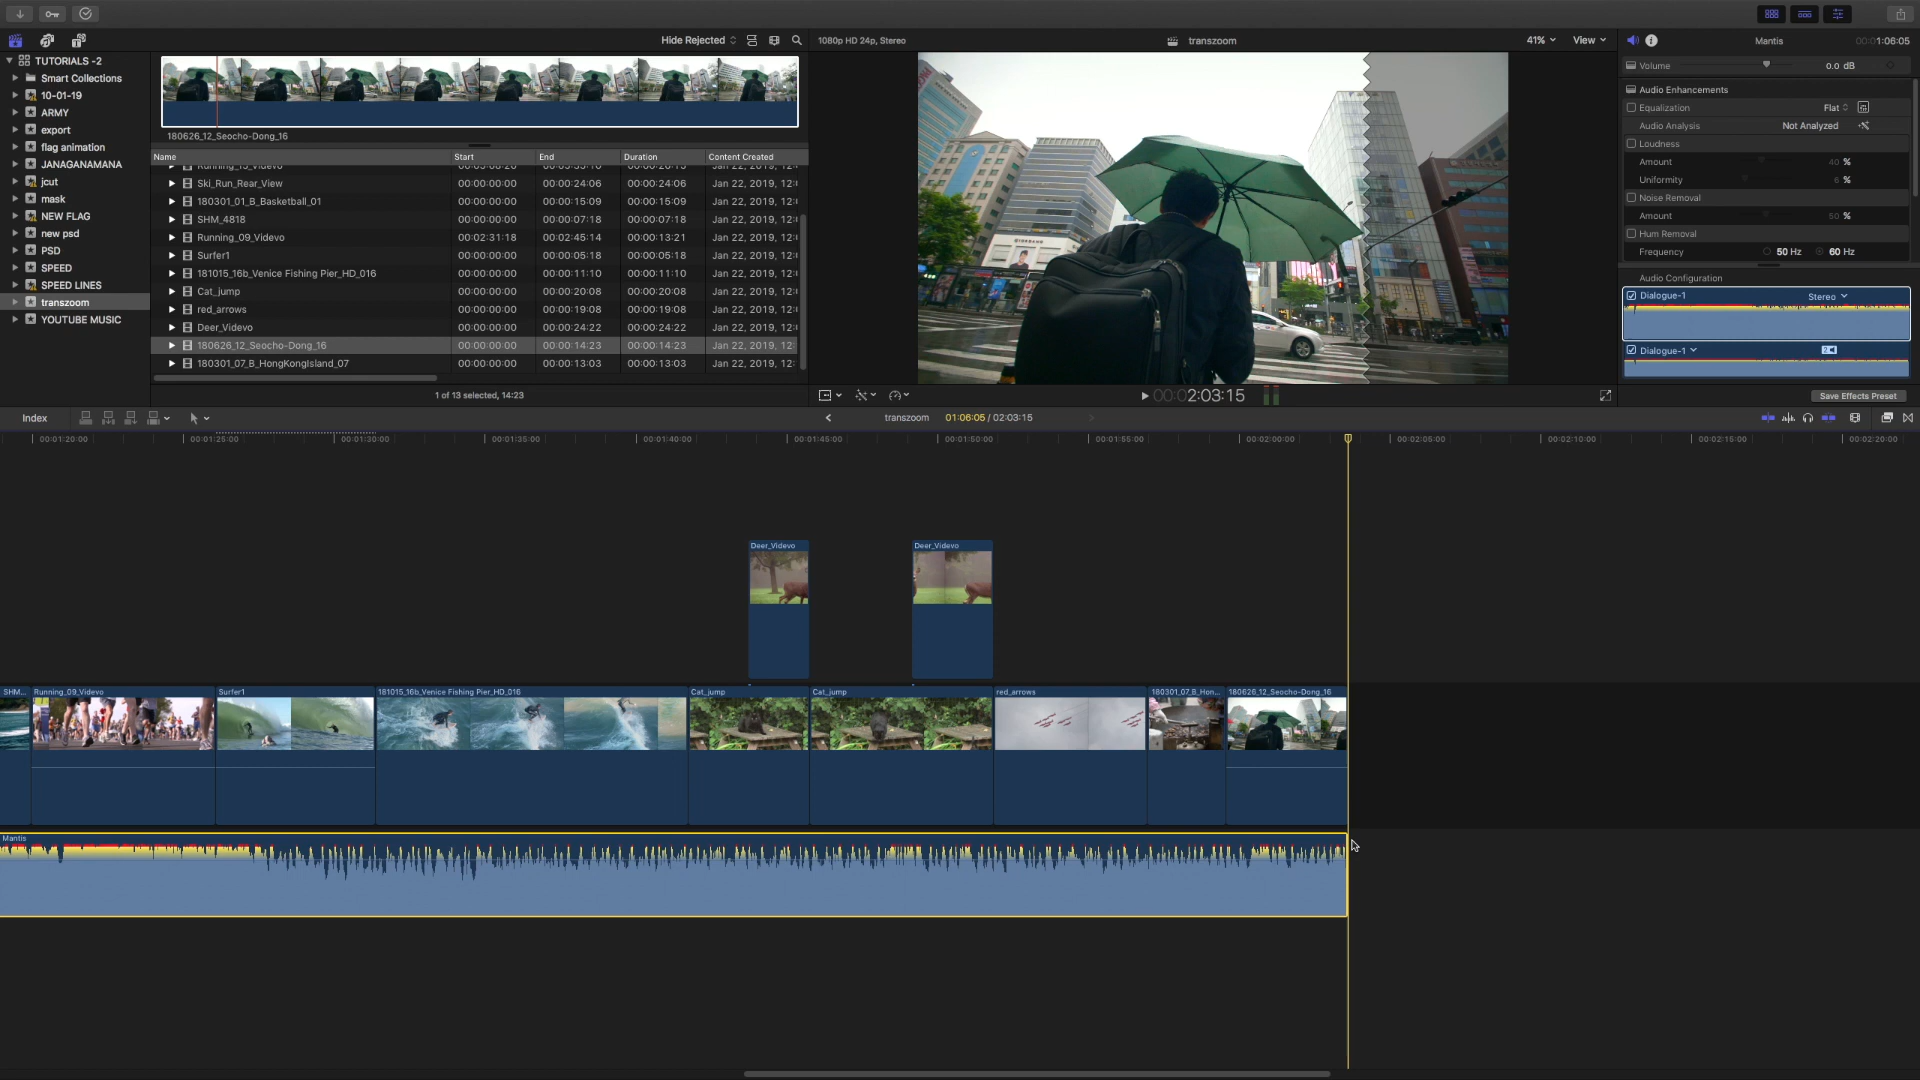 Hide Rejected
1080p HD 24p, Stereo
transzoom
41%
View
Mantis
00:01:06:05
TUTORIALS -2
Smart Collections
10-01-19
ARMY
export
flag animation
JANAGANAMANA
jcut
mask
NEW FLAG
new psd
PSD
SPEED
SPEED LINES
transzoom
YOUTUBE MUSIC
180626_12_Seocho-Dong_16
Name Start End Duration Content Created
Ski_Run_Rear_View 00:00:00:00 00:00:24:06 00:00:24:06 Jan 22, 2019, 12:
180301_01_B_Basketball_01 00:00:00:00 00:00:15:09 00:00:15:09 Jan 22, 2019, 12:
SHM_4818 00:00:00:00 00:00:07:18 00:00:07:18 Jan 22, 2019, 12:
Running_09_Videvo 00:02:31:18 00:02:45:14 00:00:13:21 Jan 22, 2019, 12:
Surfer1 00:00:00:00 00:00:05:18 00:00:05:18 Jan 22, 2019, 12:
181015_16b_Venice Fishing Pier_HD_016 00:00:00:00 00:00:11:10 00:00:11:10 Jan 22, 2019, 12:
Cat_jump 00:00:00:00 00:00:20:08 00:00:20:08 Jan 22, 2019, 12:
red_arrows 00:00:00:00 00:00:19:08 00:00:19:08 Jan 22, 2019, 12:
Deer_Videvo 00:00:00:00 00:00:24:22 00:00:24:22 Jan 22, 2019, 12:
180626_12_Seocho-Dong_16 00:00:00:00 00:00:14:23 00:00:14:23 Jan 22, 2019, 12:
180301_07_B_HongKongIsland_07 00:00:00:00 00:00:13:03 00:00:13:03 Jan 22, 2019, 12:
1 of 13 selected, 14:23
GIORDANO
00:00 2:03:15
Volume 0.0 dB
Audio Enhancements
Equalization Flat
Audio Analysis Not Analyzed
Loudness
Amount 40 %
Uniformity 6 %
Noise Removal
Amount 50 %
Hum Removal
Frequency 50 Hz 60 Hz
Audio Configuration
Dialogue-1 Stereo
Dialogue-1
Save Effects Preset
Index
transzoom 01:06:05 / 02:03:15
00:01:20:00 00:01:25:00 00:01:30:00 00:01:35:00 00:01:40:00 00:01:45:00 00:01:50:00 00:01:55:00 00:02:00:00 00:02:05:00 00:02:10:00 00:02:15:00 00:02:20:00
Deer_Videvo Deer_Videvo
SHM... Running_09_Videvo Surfer1 181015_16b_Venice Fishing Pier_HD_016 Cat_jump Cat_jump red_arrows 180301_07_B_Hon... 180626_12_Seocho-Dong_16
Mantis